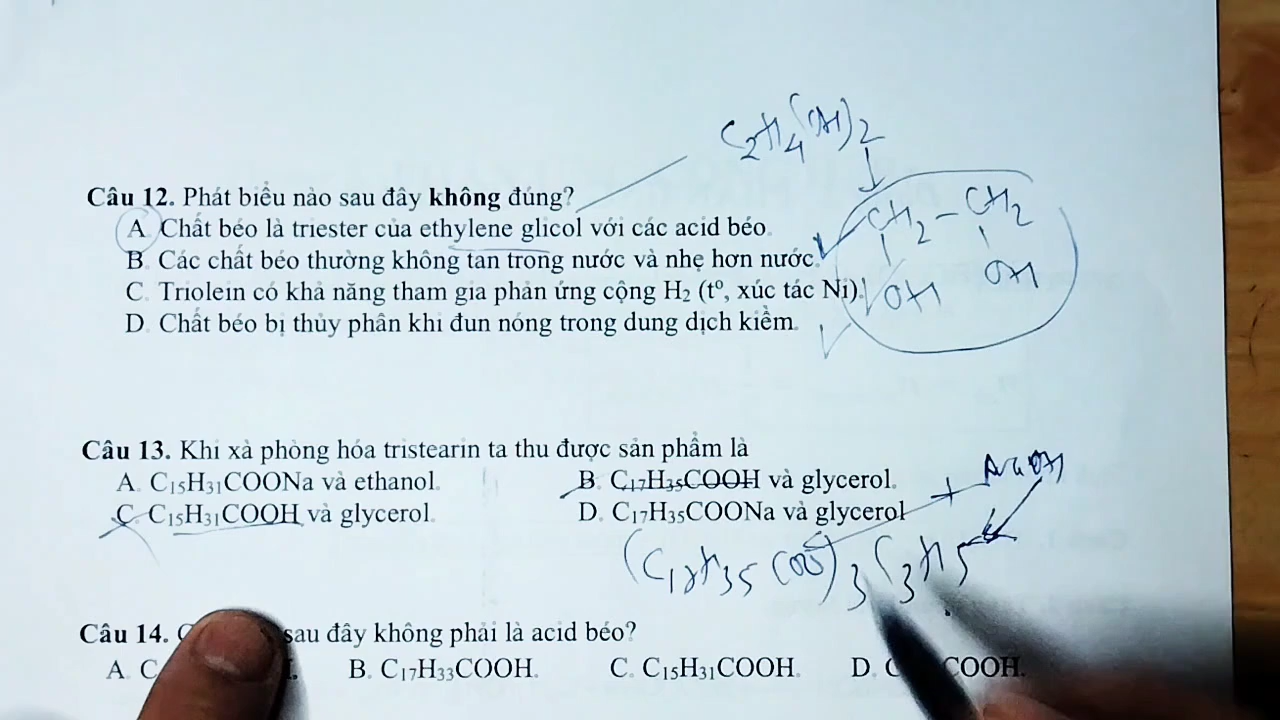 C₂H₄(OH)₂
Câu 12. Phát biểu nào sau đây không đúng?
A. Chất béo là triester của ethylene glicol với các acid béo.
CH₂ – CH₂
OH OH
B. Các chất béo thường không tan trong nước và nhẹ hơn nước.
C. Triolein có khả năng tham gia phản ứng cộng H₂ (t⁰, xúc tác Ni).
D. Chất béo bị thủy phân khi đun nóng trong dung dịch kiềm.
Câu 13. Khi xà phòng hóa tristearin ta thu được sản phẩm là
+ NaOH
A. C₁₅H₃₁COONa và ethanol. B. C₁₇H₃₅COOH và glycerol.
C. C₁₅H₃₁COOH và glycerol. D. C₁₇H₃₅COONa và glycerol
(C₁₇H₃₅COO)₃C₃H₅
Câu 14. sau đây không phải là acid béo?
A. C B. C₁₇H₃₃COOH. C. C₁₅H₃₁COOH. D. COOH.